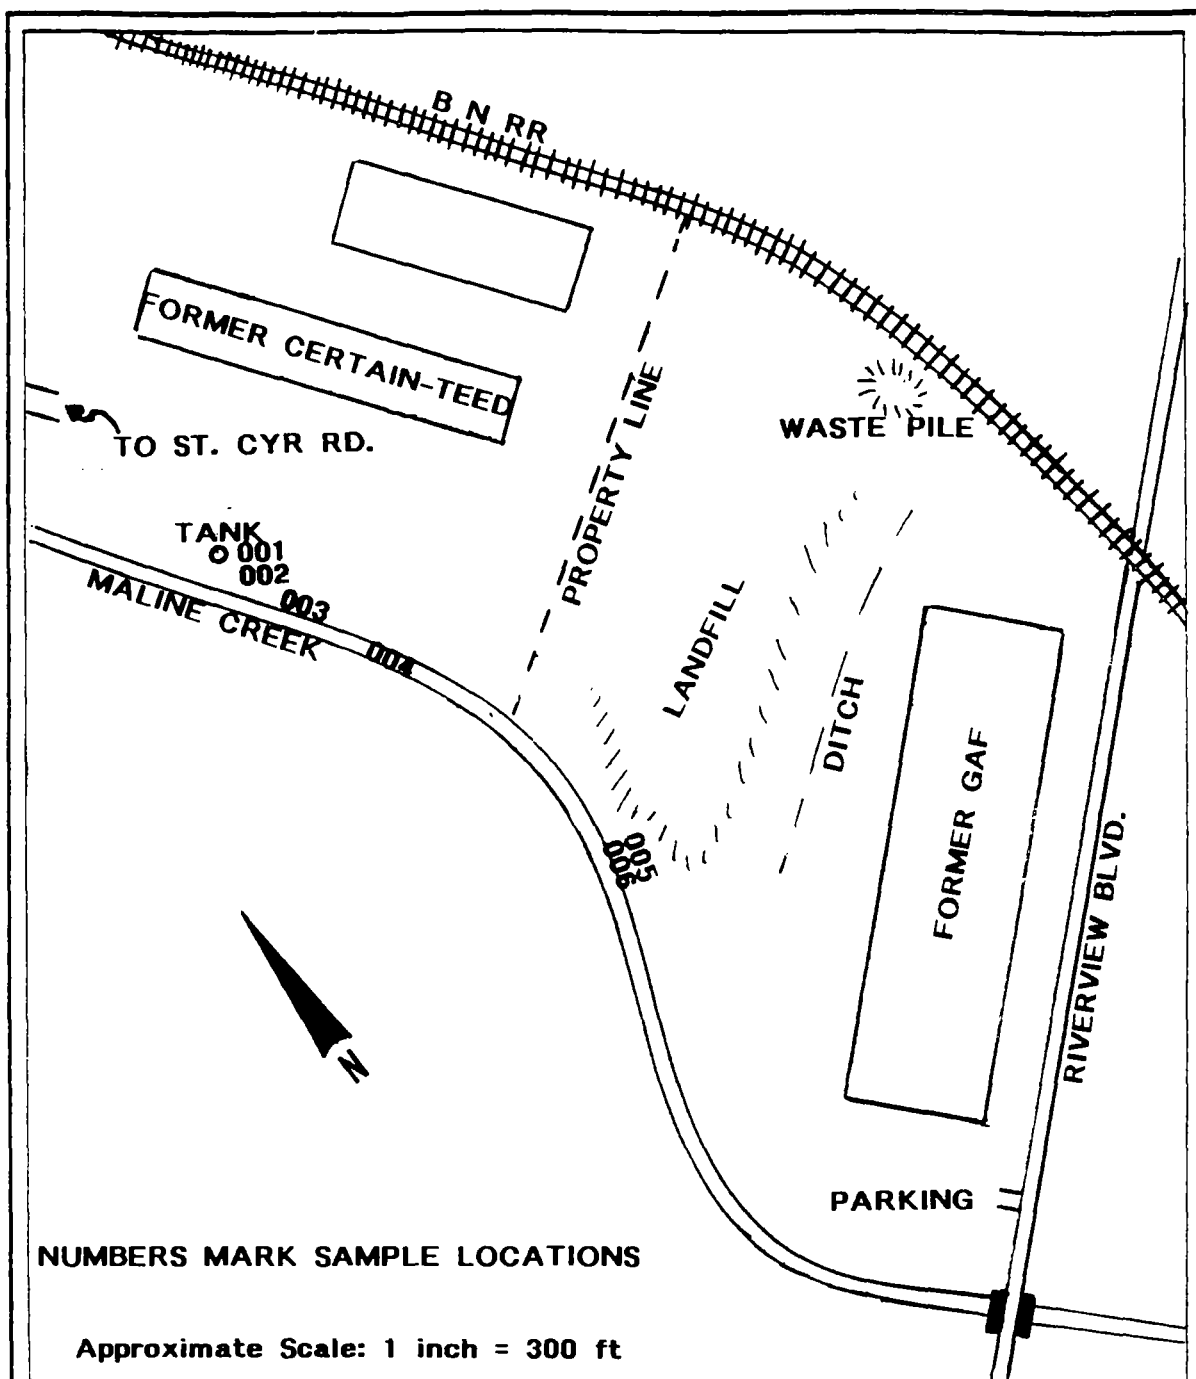 B N RR
FORMER CERTAIN-TEED
TO ST. CYR RD.
PROPERTY LINE
WASTE PILE
TANK
001
002
003
004
MALINE CREEK
LANDFILL
DITCH
005
006
FORMER GAF
RIVERVIEW BLVD.
N
PARKING
NUMBERS MARK SAMPLE LOCATIONS
Approximate Scale: 1 inch = 300 ft